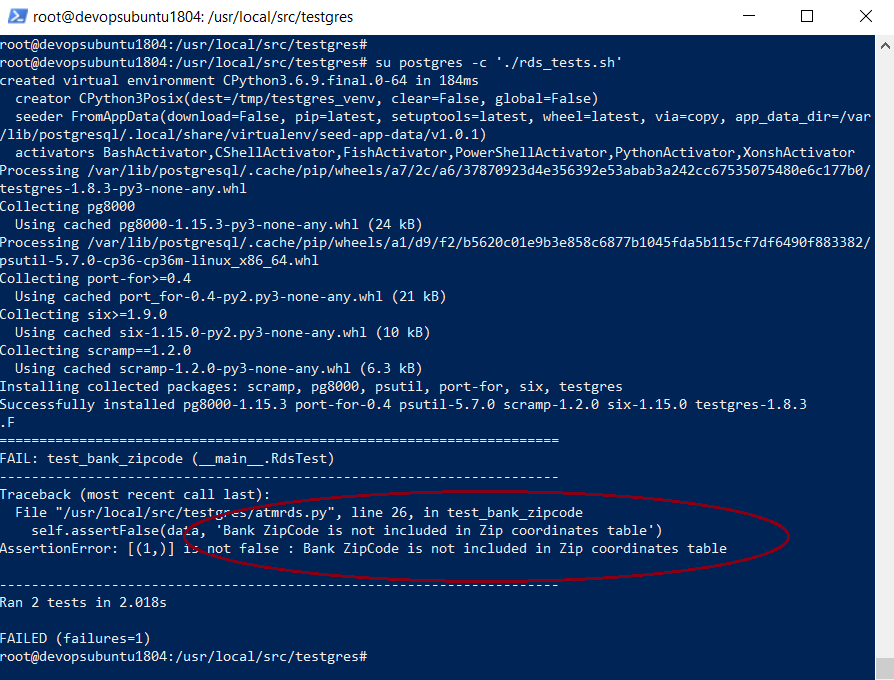 root@devopsubuntu1804: /usr/local/src/testgres
root@devopsubuntu1804:/usr/local/src/testgres#
root@devopsubuntu1804:/usr/local/src/testgres# su postgres -c './rds_tests.sh'
created virtual environment CPython3.6.9.final.0-64 in 184ms
  creator CPython3Posix(dest=/tmp/testgres_venv, clear=False, global=False)
  seeder FromAppData(download=False, pip=latest, setuptools=latest, wheel=latest, via=copy, app_data_dir=/var
/lib/postgresql/.local/share/virtualenv/seed-app-data/v1.0.1)
  activators BashActivator,CShellActivator,FishActivator,PowerShellActivator,PythonActivator,XonshActivator
Processing /var/lib/postgresql/.cache/pip/wheels/a7/2c/a6/37870923d4e356392e53abab3a242cc67535075480e6c177b0/
testgres-1.8.3-py3-none-any.whl
Collecting pg8000
  Using cached pg8000-1.15.3-py3-none-any.whl (24 kB)
Processing /var/lib/postgresql/.cache/pip/wheels/a1/d9/f2/b5620c01e9b3e858c6877b1045fda5b115cf7df6490f883382/
psutil-5.7.0-cp36-cp36m-linux_x86_64.whl
Collecting port-for>=0.4
  Using cached port_for-0.4-py2.py3-none-any.whl (21 kB)
Collecting six>=1.9.0
  Using cached six-1.15.0-py2.py3-none-any.whl (10 kB)
Collecting scramp==1.2.0
  Using cached scramp-1.2.0-py3-none-any.whl (6.3 kB)
Installing collected packages: scramp, pg8000, psutil, port-for, six, testgres
Successfully installed pg8000-1.15.3 port-for-0.4 psutil-5.7.0 scramp-1.2.0 six-1.15.0 testgres-1.8.3
.F
======================================================================
FAIL: test_bank_zipcode (__main__.RdsTest)
----------------------------------------------------------------------
Traceback (most recent call last):
  File "/usr/local/src/testgres/atmrds.py", line 26, in test_bank_zipcode
    self.assertFalse(data, 'Bank ZipCode is not included in Zip coordinates table')
AssertionError: [(1,)] is not false : Bank ZipCode is not included in Zip coordinates table

----------------------------------------------------------------------
Ran 2 tests in 2.018s

FAILED (failures=1)
root@devopsubuntu1804:/usr/local/src/testgres#